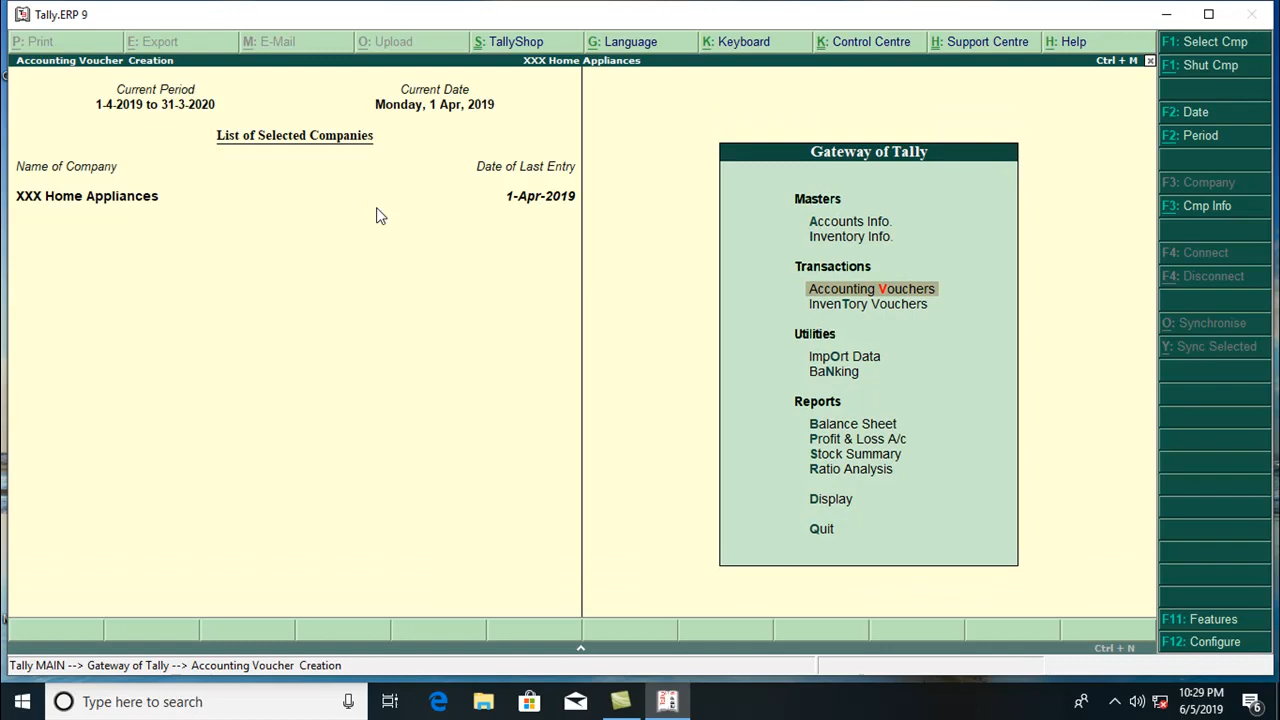 Tally.ERP 9
P: Print E: Export M: E-Mail O: Upload S: TallyShop G: Language K: Keyboard K: Control Centre H: Support Centre H: Help
Accounting Voucher Creation XXX Home Appliances Ctrl + M
Current Period Current Date
1-4-2019 to 31-3-2020 Monday, 1 Apr, 2019
List of Selected Companies
Name of Company Date of Last Entry
XXX Home Appliances 1-Apr-2019
Gateway of Tally
Masters
Accounts Info.
Inventory Info.
Transactions
Accounting Vouchers
InvenTory Vouchers
Utilities
ImpOrt Data
BaNking
Reports
Balance Sheet
Profit & Loss A/c
Stock Summary
Ratio Analysis
Display
Quit
F1: Select Cmp
F1: Shut Cmp
F2: Date
F2: Period
F3: Company
F3: Cmp Info
F4: Connect
F4: Disconnect
O: Synchronise
Y: Sync Selected
F11: Features
F12: Configure
Ctrl + N
Tally MAIN --> Gateway of Tally --> Accounting Voucher Creation
Type here to search
10:29 PM
6/5/2019
6